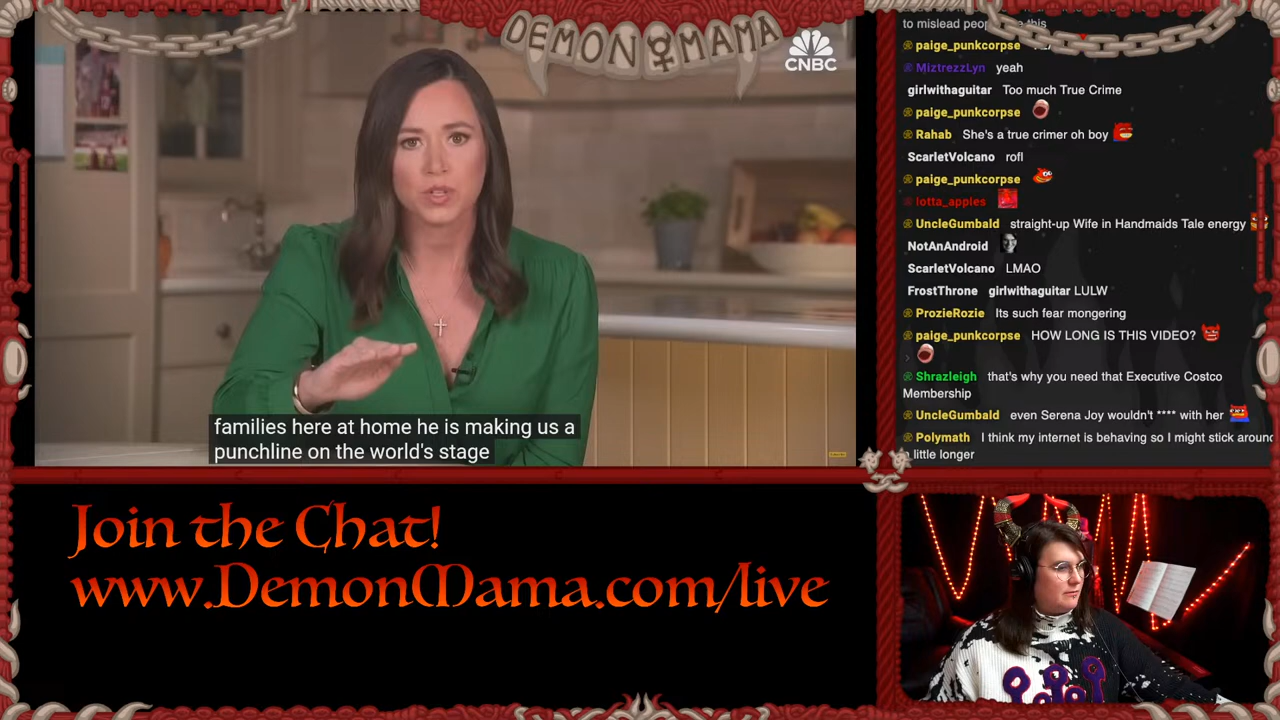 DEMON MAMA
CNBC
families here at home he is making us a
punchline on the world's stage
to mislead people like this
paige_punkcorpse
MiztrezzLyn yeah
girlwithaguitar Too much True Crime
paige_punkcorpse
Rahab She's a true crimer oh boy
ScarletVolcano rofl
paige_punkcorpse
lotta_apples
UncleGumbald straight-up Wife in Handmaids Tale energy
NotAnAndroid
ScarletVolcano LMAO
FrostThrone girlwithaguitar LULW
ProzieRozie Its such fear mongering
paige_punkcorpse HOW LONG IS THIS VIDEO?
Shrazleigh that's why you need that Executive Costco
Membership
UncleGumbald even Serena Joy wouldn't **** with her
Polymath I think my internet is behaving so I might stick around
a little longer
Join the Chat!
www.DemonMama.com/live